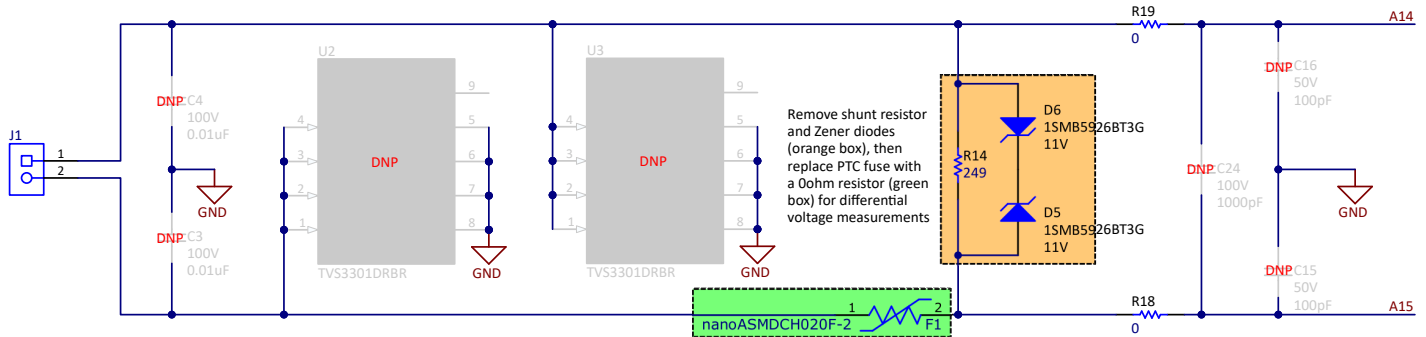 R19
A14
0
U2
U3
DNP
C4
100V
0.01uF
DNP
C16
50V
100pF
9
9
J1
1
2
4
5
3
DNP
6
2
7
1
8
4
5
3
DNP
6
2
7
1
8
Remove shunt resistor
and Zener diodes
(orange box), then
replace PTC fuse with
a 0ohm resistor (green
box) for differential
voltage measurements
D6
1SMB5926BT3G
11V
R14
249
D5
1SMB5926BT3G
11V
DNP
C24
100V
1000pF
GND
GND
DNP
C3
100V
0.01uF
GND
GND
TVS3301DRBR
TVS3301DRBR
DNP
C15
50V
100pF
nanoASMDCH020F-2
1
2
F1
R18
0
A15